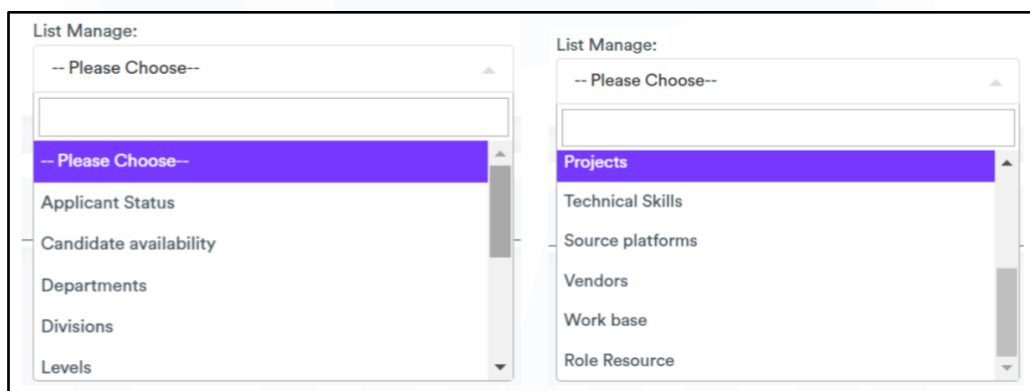 List Manage:
-- Please Choose--
-- Please Choose--
Applicant Status
Candidate availability
Departments
Divisions
Levels
List Manage:
-- Please Choose--
Projects
Technical Skills
Source platforms
Vendors
Work base
Role Resource